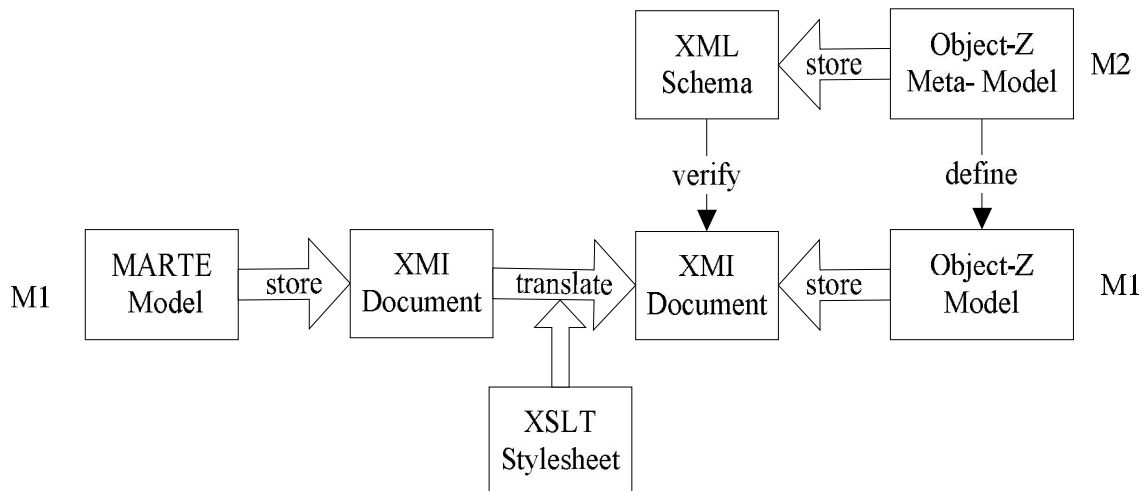 XML
Schema
store
Object-Z
Meta- Model
M2
verify
define
M1
MARTE
Model
store
XMI
Document
translate
XMI
Document
store
Object-Z
Model
M1
XSLT
Stylesheet